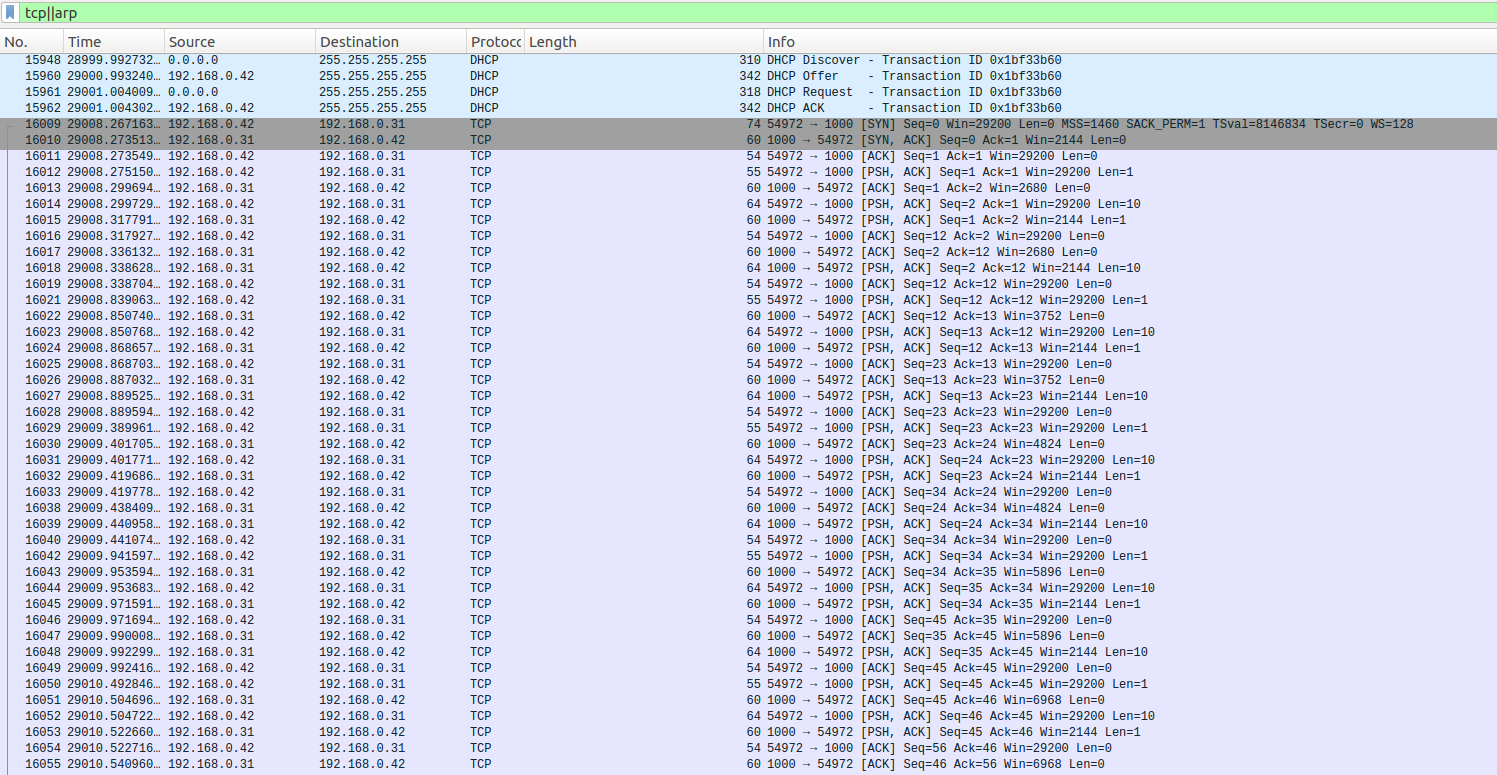 tcp||arp
No. Time Source Destination Protocc Length Info
15948 28999.992732… 0.0.0.0 255.255.255.255 DHCP 310 DHCP Discover - Transaction ID 0x1bf33b60
15960 29000.993240… 192.168.0.42 255.255.255.255 DHCP 342 DHCP Offer - Transaction ID 0x1bf33b60
15961 29001.004009… 0.0.0.0 255.255.255.255 DHCP 318 DHCP Request - Transaction ID 0x1bf33b60
15962 29001.004302… 192.168.0.42 255.255.255.255 DHCP 342 DHCP ACK - Transaction ID 0x1bf33b60
16009 29008.267163… 192.168.0.42 192.168.0.31 TCP 74 54972 → 1000 [SYN] Seq=0 Win=29200 Len=0 MSS=1460 SACK_PERM=1 TSval=8146834 TSecr=0 WS=128
16010 29008.273513… 192.168.0.31 192.168.0.42 TCP 60 1000 → 54972 [SYN, ACK] Seq=0 Ack=1 Win=2144 Len=0
16011 29008.273549… 192.168.0.42 192.168.0.31 TCP 54 54972 → 1000 [ACK] Seq=1 Ack=1 Win=29200 Len=0
16012 29008.275150… 192.168.0.42 192.168.0.31 TCP 55 54972 → 1000 [PSH, ACK] Seq=1 Ack=1 Win=29200 Len=1
16013 29008.299694… 192.168.0.31 192.168.0.42 TCP 60 1000 → 54972 [ACK] Seq=1 Ack=2 Win=2680 Len=0
16014 29008.299729… 192.168.0.42 192.168.0.31 TCP 64 54972 → 1000 [PSH, ACK] Seq=2 Ack=1 Win=29200 Len=10
16015 29008.317791… 192.168.0.31 192.168.0.42 TCP 60 1000 → 54972 [PSH, ACK] Seq=1 Ack=2 Win=2144 Len=1
16016 29008.317927… 192.168.0.42 192.168.0.31 TCP 54 54972 → 1000 [ACK] Seq=12 Ack=2 Win=29200 Len=0
16017 29008.336132… 192.168.0.31 192.168.0.42 TCP 60 1000 → 54972 [ACK] Seq=2 Ack=12 Win=2680 Len=0
16018 29008.338628… 192.168.0.31 192.168.0.42 TCP 64 1000 → 54972 [PSH, ACK] Seq=2 Ack=12 Win=2144 Len=10
16019 29008.338704… 192.168.0.42 192.168.0.31 TCP 54 54972 → 1000 [ACK] Seq=12 Ack=12 Win=29200 Len=0
16021 29008.839063… 192.168.0.42 192.168.0.31 TCP 55 54972 → 1000 [PSH, ACK] Seq=12 Ack=12 Win=29200 Len=1
16022 29008.850740… 192.168.0.31 192.168.0.42 TCP 60 1000 → 54972 [ACK] Seq=12 Ack=13 Win=3752 Len=0
16023 29008.850768… 192.168.0.42 192.168.0.31 TCP 64 54972 → 1000 [PSH, ACK] Seq=13 Ack=12 Win=29200 Len=10
16024 29008.868657… 192.168.0.31 192.168.0.42 TCP 60 1000 → 54972 [PSH, ACK] Seq=12 Ack=13 Win=2144 Len=1
16025 29008.868703… 192.168.0.42 192.168.0.31 TCP 54 54972 → 1000 [ACK] Seq=23 Ack=13 Win=29200 Len=0
16026 29008.887032… 192.168.0.31 192.168.0.42 TCP 60 1000 → 54972 [ACK] Seq=13 Ack=23 Win=3752 Len=0
16027 29008.889525… 192.168.0.31 192.168.0.42 TCP 64 1000 → 54972 [PSH, ACK] Seq=13 Ack=23 Win=2144 Len=10
16028 29008.889594… 192.168.0.42 192.168.0.31 TCP 54 54972 → 1000 [ACK] Seq=23 Ack=23 Win=29200 Len=0
16029 29009.389961… 192.168.0.42 192.168.0.31 TCP 55 54972 → 1000 [PSH, ACK] Seq=23 Ack=23 Win=29200 Len=1
16030 29009.401705… 192.168.0.31 192.168.0.42 TCP 60 1000 → 54972 [ACK] Seq=23 Ack=24 Win=4824 Len=0
16031 29009.401771… 192.168.0.42 192.168.0.31 TCP 64 54972 → 1000 [PSH, ACK] Seq=24 Ack=23 Win=29200 Len=10
16032 29009.419686… 192.168.0.31 192.168.0.42 TCP 60 1000 → 54972 [PSH, ACK] Seq=23 Ack=24 Win=2144 Len=1
16033 29009.419778… 192.168.0.42 192.168.0.31 TCP 54 54972 → 1000 [ACK] Seq=34 Ack=24 Win=29200 Len=0
16038 29009.438409… 192.168.0.31 192.168.0.42 TCP 60 1000 → 54972 [ACK] Seq=24 Ack=34 Win=4824 Len=0
16039 29009.440958… 192.168.0.31 192.168.0.42 TCP 64 1000 → 54972 [PSH, ACK] Seq=24 Ack=34 Win=2144 Len=10
16040 29009.441074… 192.168.0.42 192.168.0.31 TCP 54 54972 → 1000 [ACK] Seq=34 Ack=34 Win=29200 Len=0
16042 29009.941597… 192.168.0.42 192.168.0.31 TCP 55 54972 → 1000 [PSH, ACK] Seq=34 Ack=34 Win=29200 Len=1
16043 29009.953594… 192.168.0.31 192.168.0.42 TCP 60 1000 → 54972 [ACK] Seq=34 Ack=35 Win=5896 Len=0
16044 29009.953683… 192.168.0.42 192.168.0.31 TCP 64 54972 → 1000 [PSH, ACK] Seq=35 Ack=34 Win=29200 Len=10
16045 29009.971591… 192.168.0.31 192.168.0.42 TCP 60 1000 → 54972 [PSH, ACK] Seq=34 Ack=35 Win=2144 Len=1
16046 29009.971694… 192.168.0.42 192.168.0.31 TCP 54 54972 → 1000 [ACK] Seq=45 Ack=35 Win=29200 Len=0
16047 29009.990008… 192.168.0.31 192.168.0.42 TCP 60 1000 → 54972 [ACK] Seq=35 Ack=45 Win=5896 Len=0
16048 29009.992299… 192.168.0.31 192.168.0.42 TCP 64 1000 → 54972 [PSH, ACK] Seq=35 Ack=45 Win=2144 Len=10
16049 29009.992416… 192.168.0.42 192.168.0.31 TCP 54 54972 → 1000 [ACK] Seq=45 Ack=45 Win=29200 Len=0
16050 29010.492846… 192.168.0.42 192.168.0.31 TCP 55 54972 → 1000 [PSH, ACK] Seq=45 Ack=45 Win=29200 Len=1
16051 29010.504696… 192.168.0.31 192.168.0.42 TCP 60 1000 → 54972 [ACK] Seq=45 Ack=46 Win=6968 Len=0
16052 29010.504722… 192.168.0.42 192.168.0.31 TCP 64 54972 → 1000 [PSH, ACK] Seq=46 Ack=45 Win=29200 Len=10
16053 29010.522660… 192.168.0.31 192.168.0.42 TCP 60 1000 → 54972 [PSH, ACK] Seq=45 Ack=46 Win=2144 Len=1
16054 29010.522716… 192.168.0.42 192.168.0.31 TCP 54 54972 → 1000 [ACK] Seq=56 Ack=46 Win=29200 Len=0
16055 29010.540960… 192.168.0.31 192.168.0.42 TCP 60 1000 → 54972 [ACK] Seq=46 Ack=56 Win=6968 Len=0